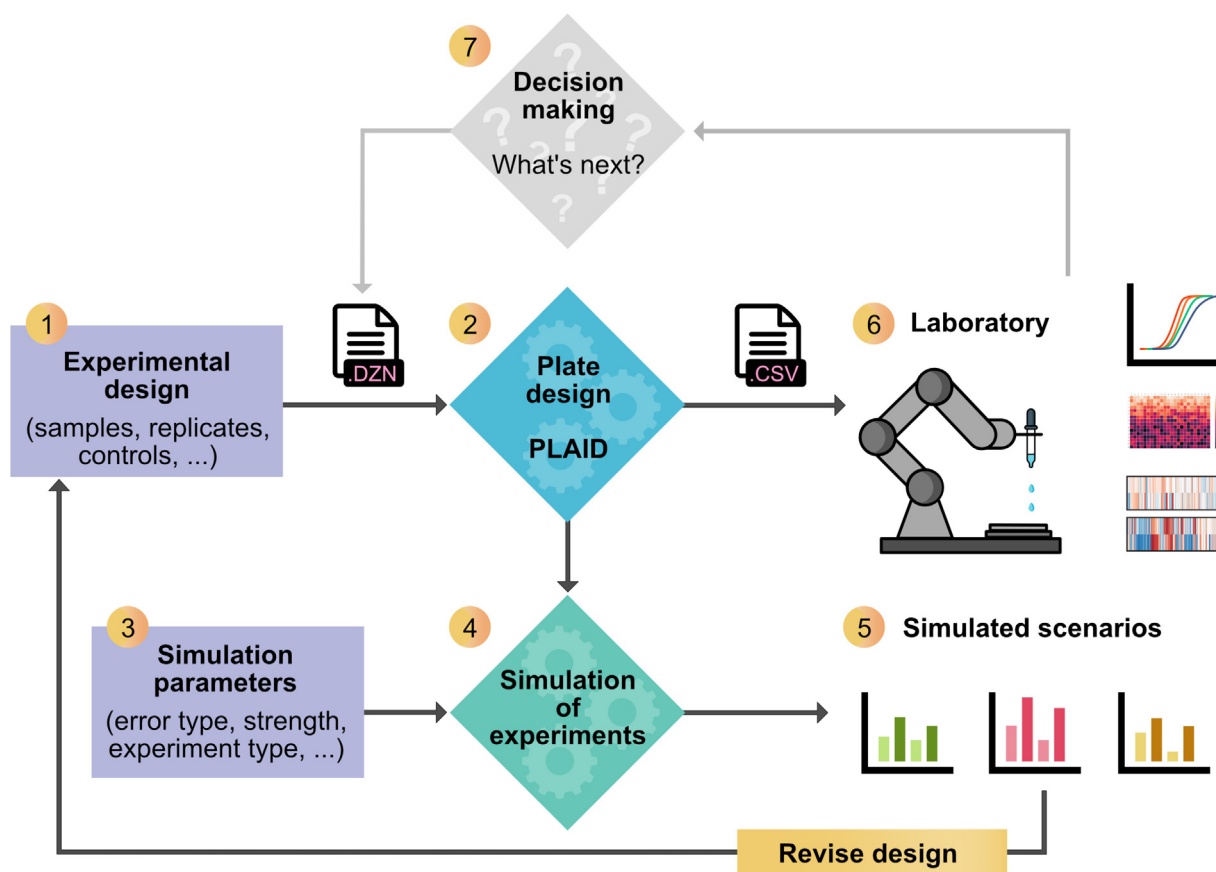 7
Decision
making
What's next?
1
Experimental
design
(samples, replicates,
controls, ...)
.DZN
2
Plate
design
PLAID
.CSV
6
Laboratory
3
Simulation
parameters
(error type, strength,
experiment type, ...)
4
Simulation
of
experiments
5
Simulated scenarios
Revise design